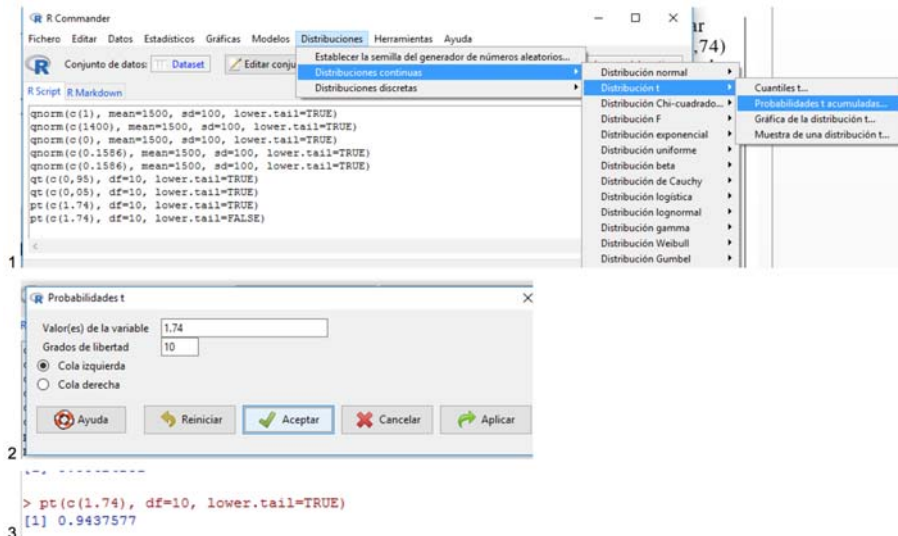 R Commander
ar
Fichero Editar Datos Estadísticos Gráficas Modelos Distribuciones Herramientas Ayuda
,74)
Conjunto de datos: Dataset Editar conju
Establecer la semilla del generador de números aleatorios...
Distribuciones continuas
Distribuciones discretas
Distribución normal
Distribución t
Distribución Chi-cuadrado...
Distribución F
Distribución exponencial
Distribución uniforme
Distribución beta
Distribución de Cauchy
Distribución logística
Distribución lognormal
Distribución gamma
Distribución Weibull
Distribución Gumbel
Cuantiles t...
Probabilidades t acumuladas...
Gráfica de la distribución t...
Muestra de una distribución t...
R Script R Markdown
qnorm(c(1), mean=1500, sd=100, lower.tail=TRUE)
qnorm(c(1400), mean=1500, sd=100, lower.tail=TRUE)
qnorm(c(0), mean=1500, sd=100, lower.tail=TRUE)
qnorm(c(0.1586), mean=1500, sd=100, lower.tail=TRUE)
qnorm(c(0.1586), mean=1500, sd=100, lower.tail=TRUE)
qt(c(0,95), df=10, lower.tail=TRUE)
qt(c(0,05), df=10, lower.tail=TRUE)
pt(c(1.74), df=10, lower.tail=TRUE)
pt(c(1.74), df=10, lower.tail=FALSE)
1
Probabilidades t
Valor(es) de la variable 1.74
Grados de libertad 10
Cola izquierda
Cola derecha
Ayuda Reiniciar Aceptar Cancelar Aplicar
2
> pt(c(1.74), df=10, lower.tail=TRUE)
[1] 0.9437577
3